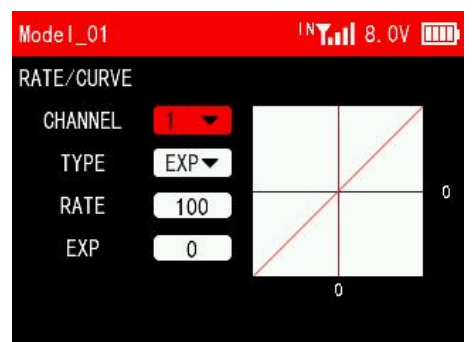 Model_01 IN 8.0V
RATE/CURVE
CHANNEL 1
TYPE EXP
RATE 100 0
EXP 0
0